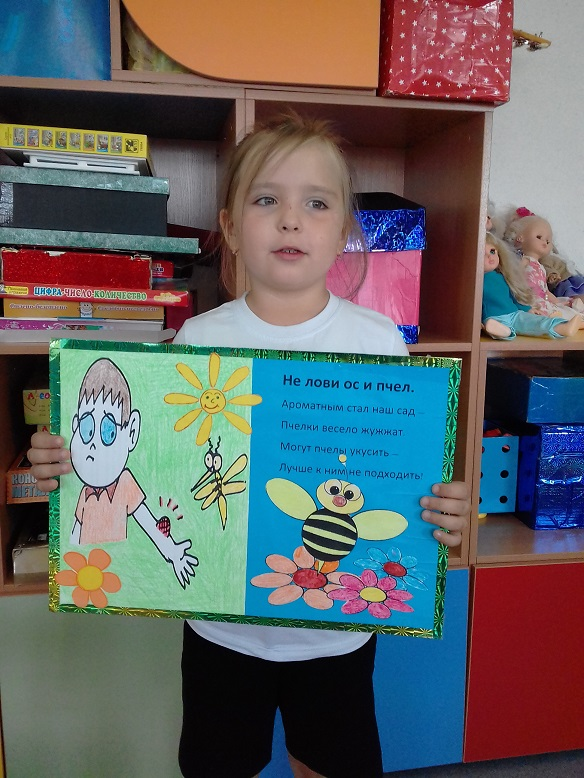 ЦИФРА-ЧИСЛО-КОЛИЧЕСТВО
Не лови ос и пчел.
Ароматным стал наш сад –
Пчелки весело жужжат.
Могут пчелы укусить –
Лучше к ним не подходить!